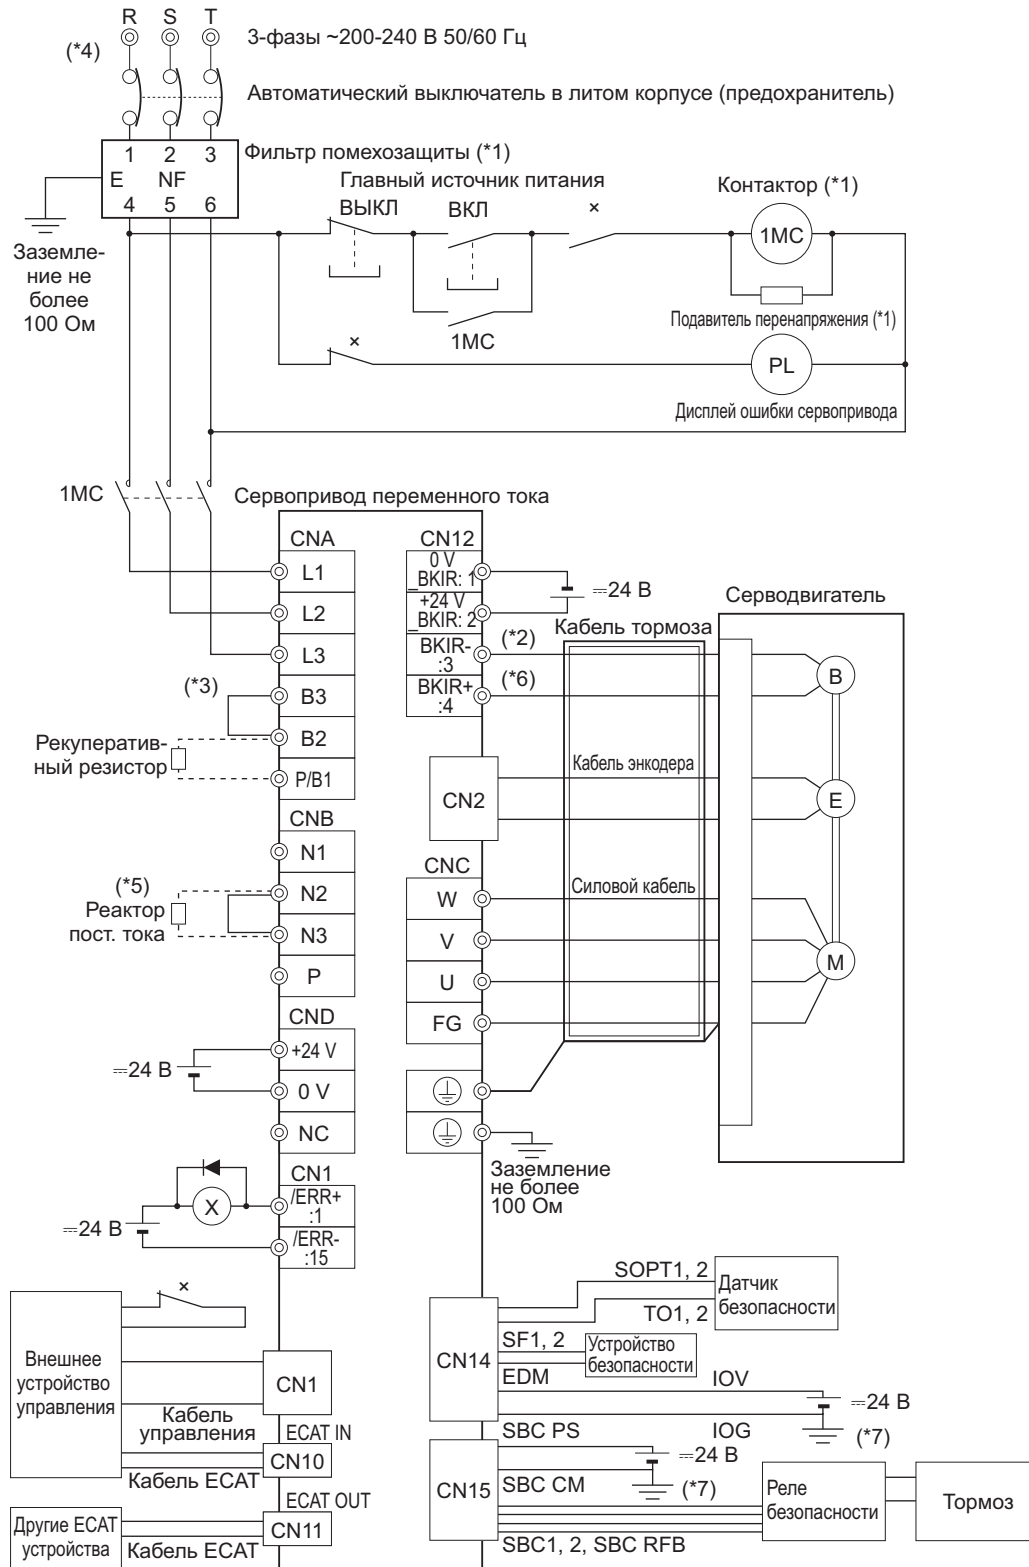 R S T
(*4)
3-фазы ~200-240 В 50/60 Гц
Автоматический выключатель в литом корпусе (предохранитель)
1 2 3
E NF
4 5 6
Фильтр помехозащиты (*1)
Заземле-
ние не
более
100 Ом
Главный источник питания
ВЫКЛ
ВКЛ
×
Контактор (*1)
1MC
Подавитель перенапряжения (*1)
1MC
×
PL
Дисплей ошибки сервопривода
1MC
Сервопривод переменного тока
CNA
L1
L2
L3
(*3)
B3
B2
P/B1
Рекуператив-
ный резистор
CNB
N1
N2
N3
P
(*5)
Реактор
пост. тока
CND
+24 V
0 V
NC
⎓24 В
CN1
/ERR+
:1
/ERR-
:15
X
⎓24 В
CN12
0 V
_BKIR: 1
+24 V
_BKIR: 2
BKIR-
:3
BKIR+
:4
⎓24 В
(*2)
(*6)
Кабель тормоза
Серводвигатель
B
CN2
Кабель энкодера
E
CNC
W
V
U
FG
Силовой кабель
M
Заземление
не более
100 Ом
×
Внешнее
устройство
управления
CN1
Кабель
управления
ECAT IN
CN10
Кабель ECAT
ECAT OUT
CN11
Другие ECAT
устройства
Кабель ECAT
CN14
SOPT1, 2
TO1, 2
Датчик
безопасности
SF1, 2
Устройство
безопасности
EDM
IOV
⎓24 В
IOG
(*7)
CN15
SBC PS
⎓24 В
SBC CM
(*7)
SBC1, 2, SBC RFB
Реле
безопасности
Тормоз